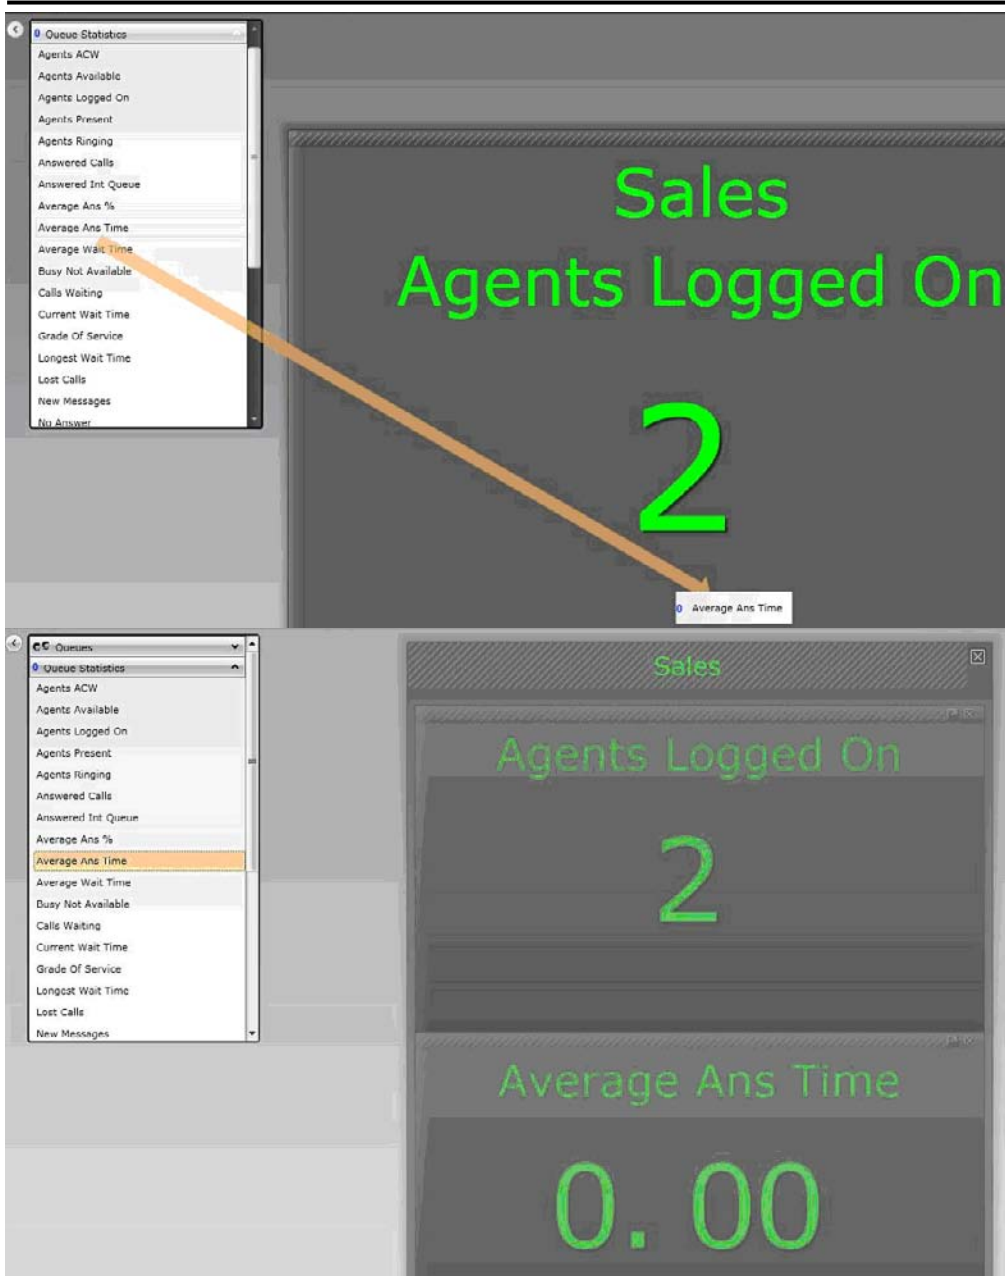 0 Queue Statistics
Agents ACW
Agents Available
Agents Logged On
Agents Present
Agents Ringing
Answered Calls
Answered Int Queue
Average Ans %
Average Ans Time
Average Wait Time
Busy Not Available
Calls Waiting
Current Wait Time
Grade Of Service
Longest Wait Time
Lost Calls
New Messages
No Answer
Sales
Agents Logged On
2
0 Average Ans Time
Queues
0 Queue Statistics
Agents ACW
Agents Available
Agents Logged On
Agents Present
Agents Ringing
Answered Calls
Answered Int Queue
Average Ans %
Average Ans Time
Average Wait Time
Busy Not Available
Calls Waiting
Current Wait Time
Grade Of Service
Longest Wait Time
Lost Calls
New Messages
Sales
Agents Logged On
2
Average Ans Time
0. 00